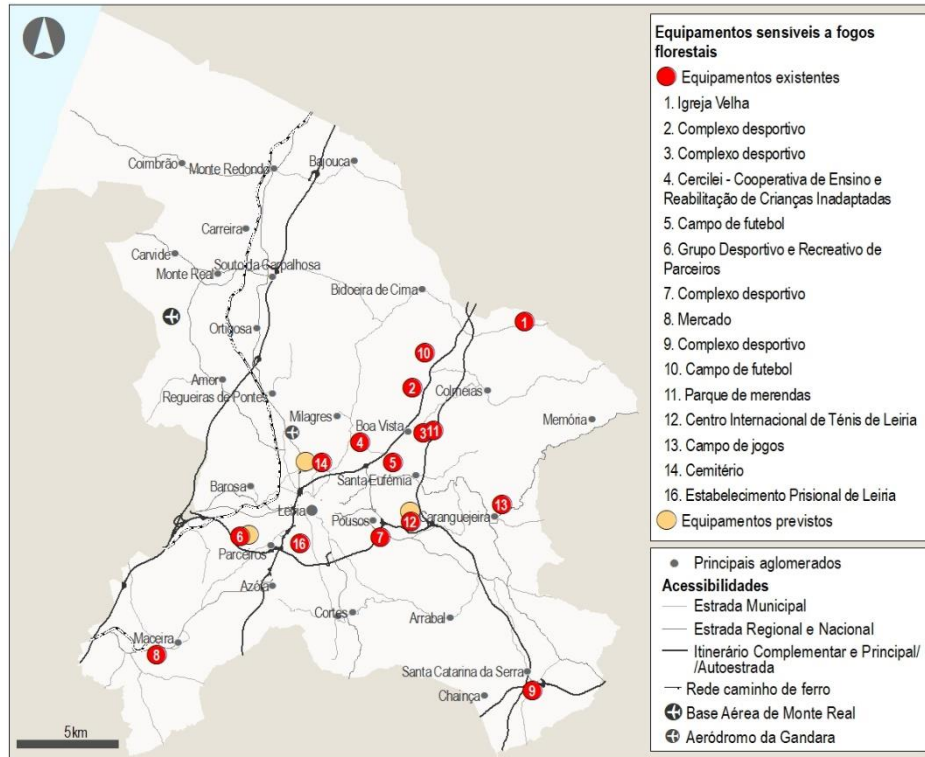 Equipamentos sensíveis a fogos
florestais
Equipamentos existentes
1. Igreja Velha
2. Complexo desportivo
3. Complexo desportivo
4. Cercilei - Cooperativa de Ensino e
Reabilitação de Crianças Inadaptadas
5. Campo de futebol
6. Grupo Desportivo e Recreativo de
Parceiros
7. Complexo desportivo
8. Mercado
9. Complexo desportivo
10. Campo de futebol
11. Parque de merendas
12. Centro Internacional de Ténis de Leiria
13. Campo de jogos
14. Cemitério
16. Estabelecimento Prisional de Leiria
Equipamentos previstos
Principais aglomerados
Acessibilidades
Estrada Municipal
Estrada Regional e Nacional
Itinerário Complementar e Principal/
/Autoestrada
Rede caminho de ferro
Base Aérea de Monte Real
Aeródromo da Gandara
Coimbrão
Monte Redondo
Bajouca
Carreira
Carvide
Monte Real
Souto da Carpalhosa
Bidoeira de Cima
1
Ortigosa
10
Amor
Regueiras de Pontes
2
Colmeias
Milagres
Memória
Boa Vista
3
11
4
14
5
Santa Eufémia
Barosa
Leiria
Pousos
12
Caranguejeira
13
6
Parceiros
16
7
Azóia
Cortes
Arrabal
Maceira
8
Santa Catarina da Serra
Chainça
9
5km